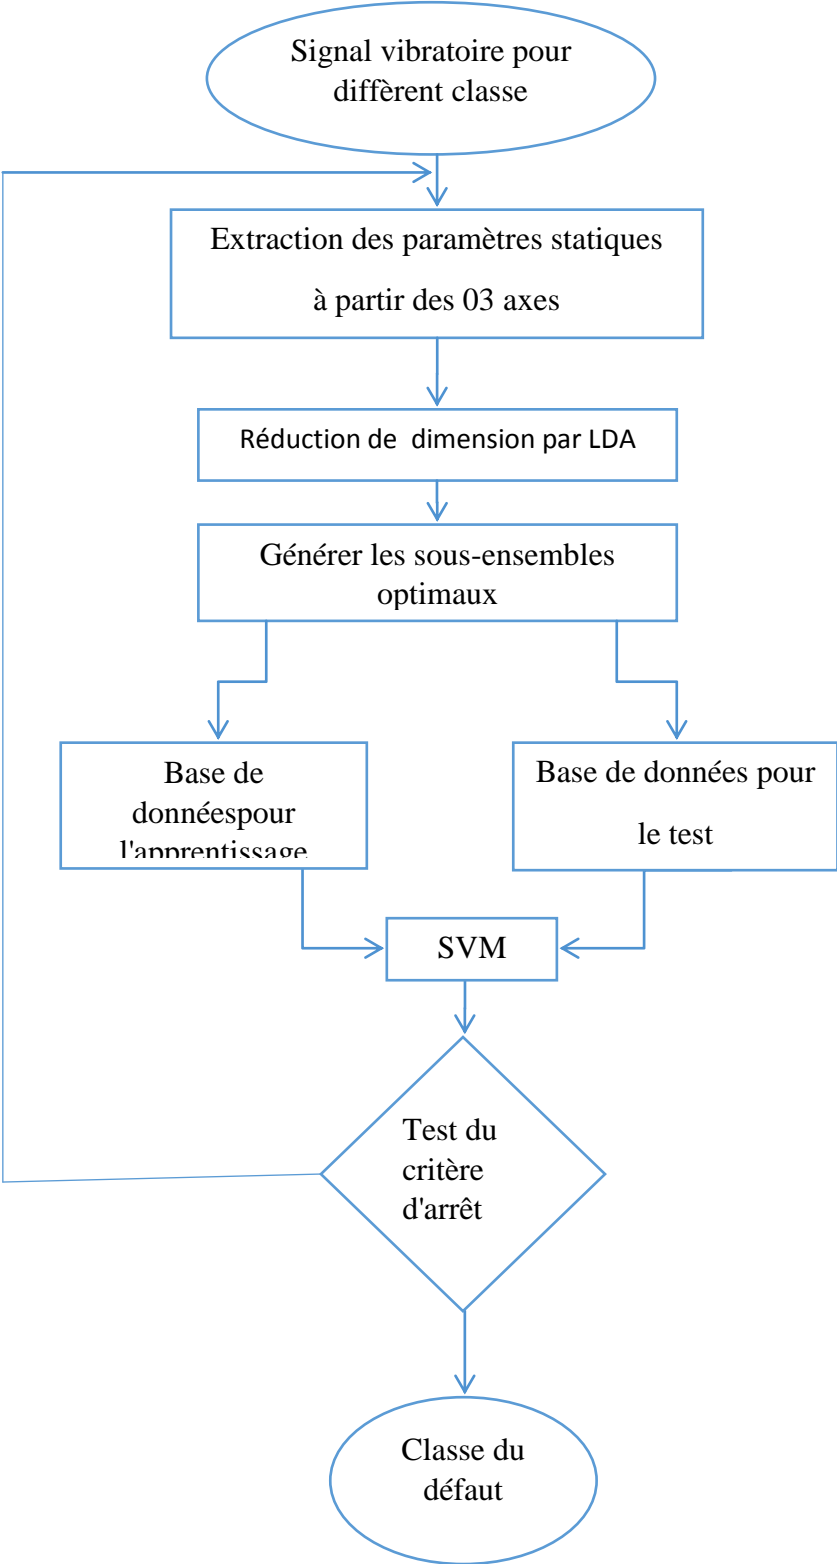 Signal vibratoire pour
diffèrent classe
Extraction des paramètres statiques
à partir des 03 axes
Réduction de dimension par LDA
Générer les sous-ensembles
optimaux
Base de
donnéespour
l'apprentissage
Base de données pour
le test
SVM
Test du
critère
d'arrêt
Classe du
défaut